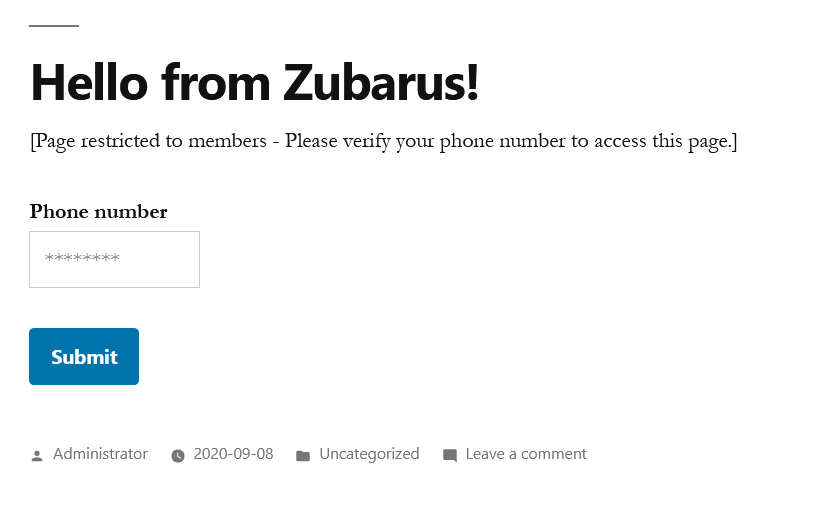 Hello from Zubarus!
[Page restricted to members - Please verify your phone number to access this page.]
Phone number
********
Submit
Administrator 2020-09-08 Uncategorized Leave a comment